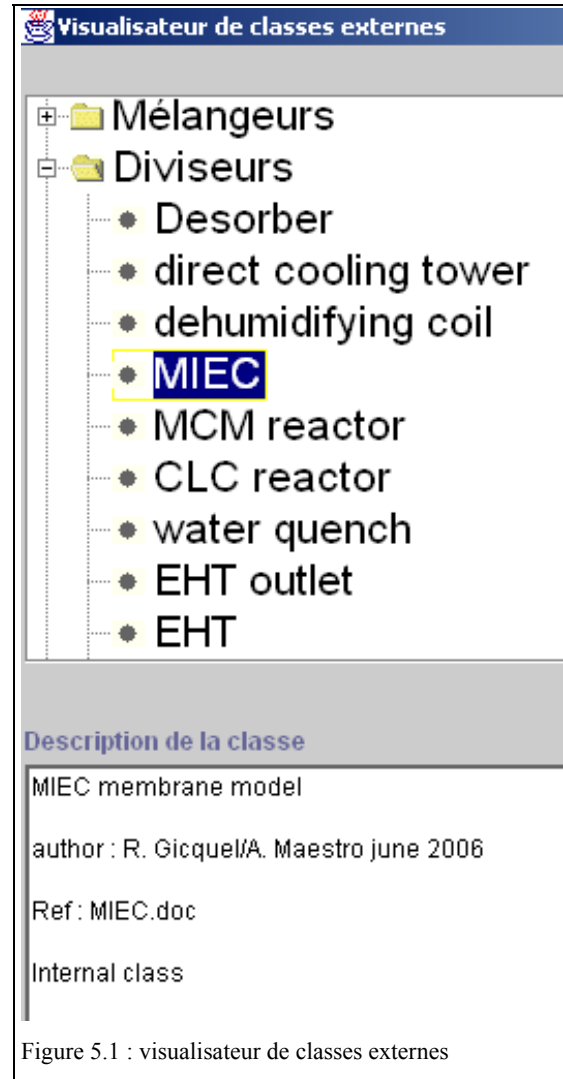 Visualisateur de classes externes
Mélangeurs
Diviseurs
Desorber
direct cooling tower
dehumidifying coil
MIEC
MCM reactor
CLC reactor
water quench
EHT outlet
EHT
Description de la classe
MIEC membrane model
author : R. Gicquel/A. Maestro june 2006
Ref : MIEC.doc
Internal class
Figure 5.1 : visualisateur de classes externes